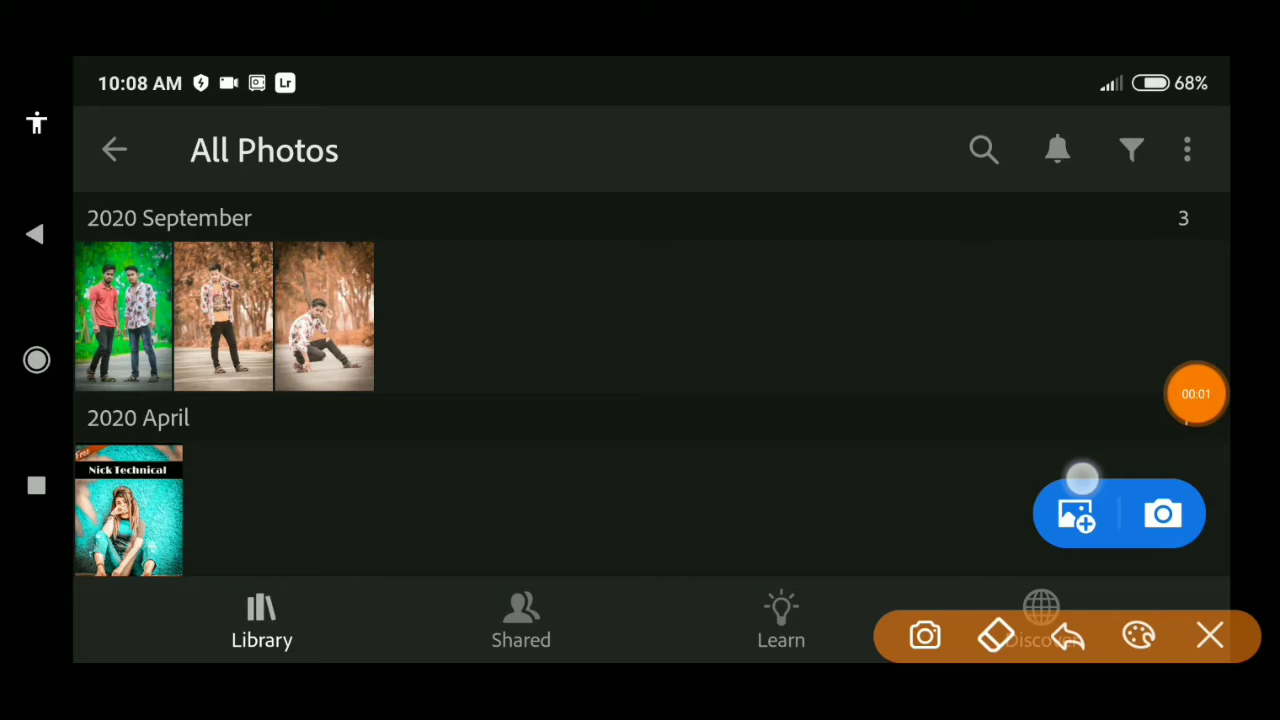 10:08 AM Lr 68%
All Photos
2020 September 3
00:01
2020 April
Nick Technical
Library Shared Learn Discover